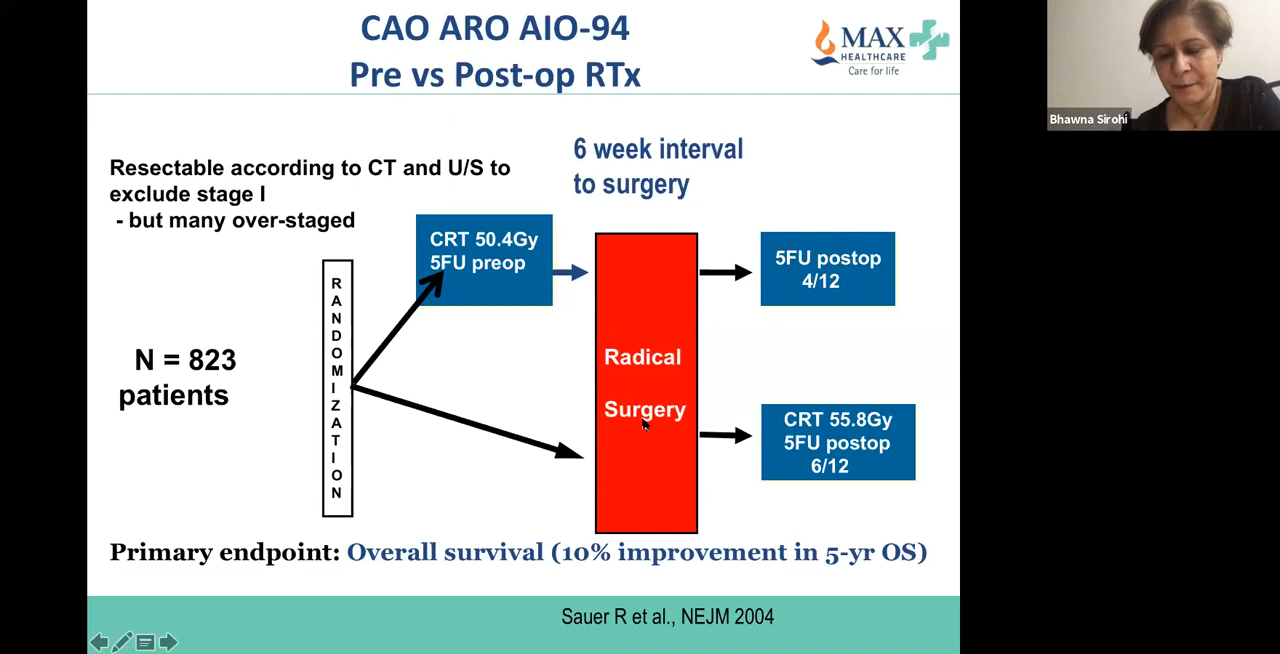 CAO ARO AIO-94
Pre vs Post-op RTx
MAX
HEALTHCARE
Care for life
Bhawna Sirohi
Resectable according to CT and U/S to
exclude stage I
- but many over-staged
6 week interval
to surgery
CRT 50.4Gy
5FU preop
5FU postop
4/12
RANDOMIZATION
N = 823
patients
Radical
Surgery
CRT 55.8Gy
5FU postop
6/12
Primary endpoint: Overall survival (10% improvement in 5-yr OS)
Sauer R et al., NEJM 2004